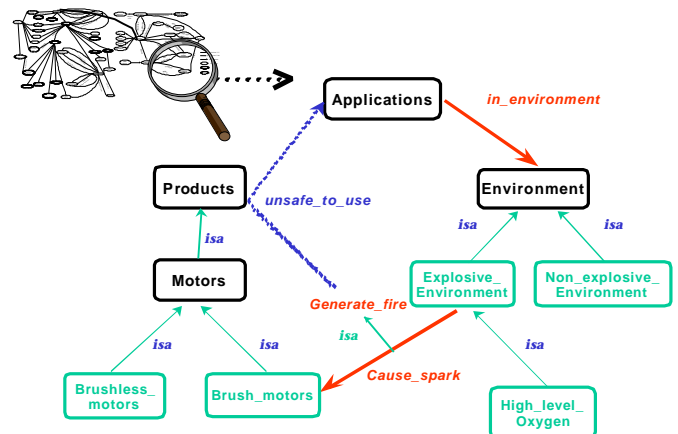 Applications
in_environment
Products
Environment
unsafe_to_use
isa
isa
isa
Motors
Explosive_
Environment
Non_explosive_
Environment
Generate_fire
isa
isa
isa
isa
Cause_spark
Brushless_
motors
Brush_motors
High_level_
Oxygen